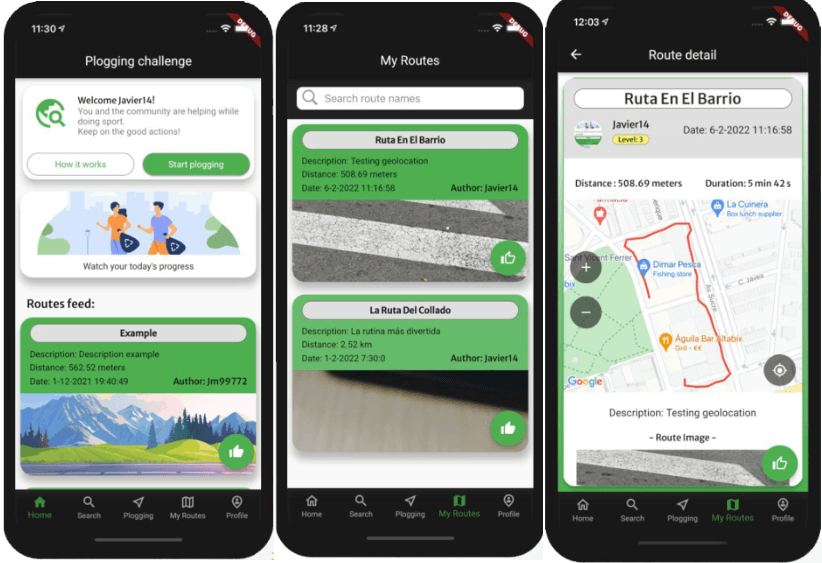 11:30
DEBUG
Plogging challenge
Welcome Javier14!
You and the community are helping while
doing sport.
Keep on the good actions!
How it works
Start plogging
Watch your today's progress
Routes feed:
Example
Description: Description example
Distance: 562.52 meters
Date: 1-12-2021 19:40:49
Author: Jm99772
Home
Search
Plogging
My Routes
Profile
11:28
DEBUG
My Routes
Search route names
Ruta En El Barrio
Description: Testing geolocation
Distance: 508.69 meters
Date: 6-2-2022 11:16:58
Author: Javier14
La Ruta Del Collado
Description: La rutina más divertida
Distance: 2.52 km
Date: 1-2-2022 7:30:0
Author: Javier14
Home
Search
Plogging
My Routes
Profile
12:03
DEBUG
Route detail
Ruta En El Barrio
Javier14
Level: 3
Date: 6-2-2022 11:16:58
Distance: 508.69 meters
Duration: 5 min 42 s
La Cuinera
Box lunch supplier
Sant Vicent Ferrer
Dimar Pesca
Fishing store
C. Javea
Av. Sucre
Águila Bar Altabix
Grill - €€
Google
Description: Testing geolocation
- Route Image -
Home
Search
Plogging
My Routes
Profile